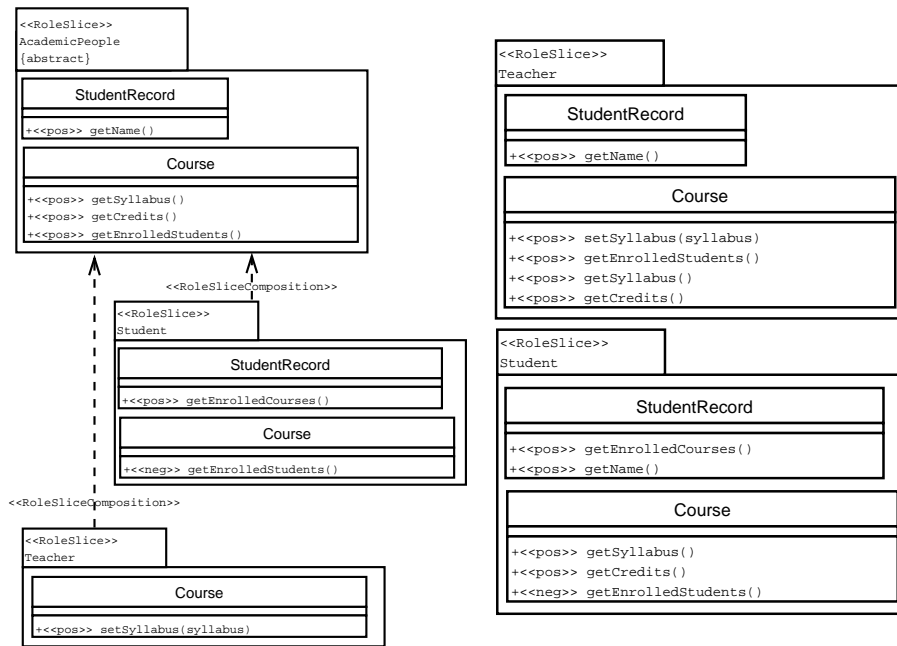 <<RoleSlice>>
AcademicPeople
{abstract}
StudentRecord
+<<pos>> getName()
Course
+<<pos>> getSyllabus()
+<<pos>> getCredits()
+<<pos>> getEnrolledStudents()
<<RoleSliceComposition>>
<<RoleSlice>>
Student
StudentRecord
+<<pos>> getEnrolledCourses()
Course
+<<neg>> getEnrolledStudents()
<<RoleSliceComposition>>
<<RoleSlice>>
Teacher
Course
+<<pos>> setSyllabus(syllabus)
<<RoleSlice>>
Teacher
StudentRecord
+<<pos>> getName()
Course
+<<pos>> setSyllabus(syllabus)
+<<pos>> getEnrolledStudents()
+<<pos>> getSyllabus()
+<<pos>> getCredits()
<<RoleSlice>>
Student
StudentRecord
+<<pos>> getEnrolledCourses()
+<<pos>> getName()
Course
+<<pos>> getSyllabus()
+<<pos>> getCredits()
+<<neg>> getEnrolledStudents()